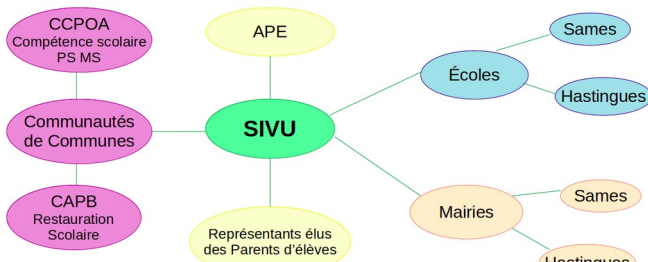 CCPOA
Compétence scolaire
PS MS
APE
Sames
Écoles
Hastingues
Communautés
de Communes
SIVU
CAPB
Restauration
Scolaire
Représentants élus
des Parents d'élèves
Mairies
Sames
Hastingues